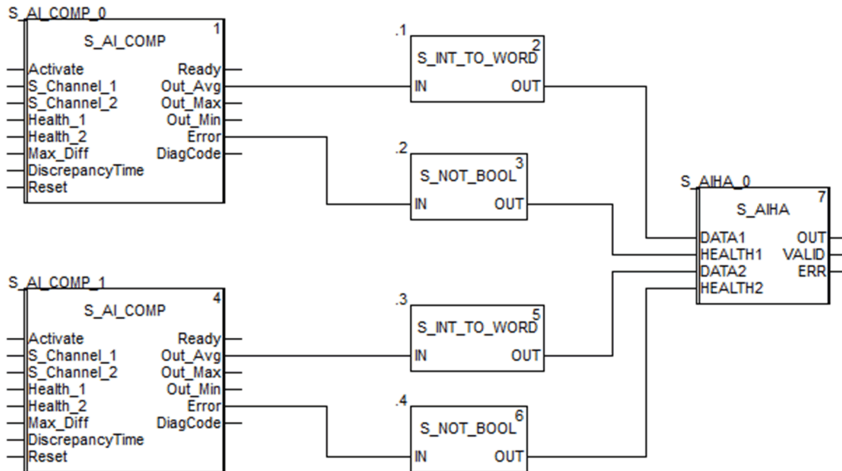 S_AI_COMP_0
1
S_AI_COMP
Activate Ready
S_Channel_1 Out_Avg
S_Channel_2 Out_Max
Health_1 Out_Min
Health_2 Error
Max_Diff DiagCode
DiscrepancyTime
Reset
.1
2
S_INT_TO_WORD
IN OUT
.2
3
S_NOT_BOOL
IN OUT
S_AIHA_0
7
S_AIHA
DATA1 OUT
HEALTH1 VALID
DATA2 ERR
HEALTH2
S_AI_COMP_1
4
S_AI_COMP
Activate Ready
S_Channel_1 Out_Avg
S_Channel_2 Out_Max
Health_1 Out_Min
Health_2 Error
Max_Diff DiagCode
DiscrepancyTime
Reset
.3
5
S_INT_TO_WORD
IN OUT
.4
6
S_NOT_BOOL
IN OUT